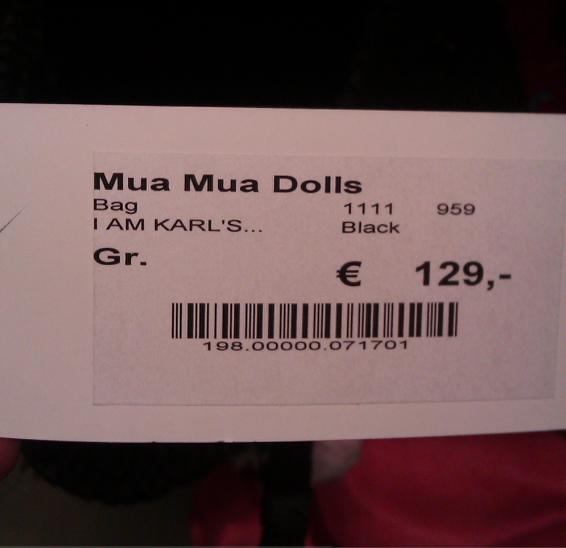 Mua Mua Dolls
Bag 1111 959
I AM KARL'S... Black
Gr.
€ 129,-
198.00000.071701